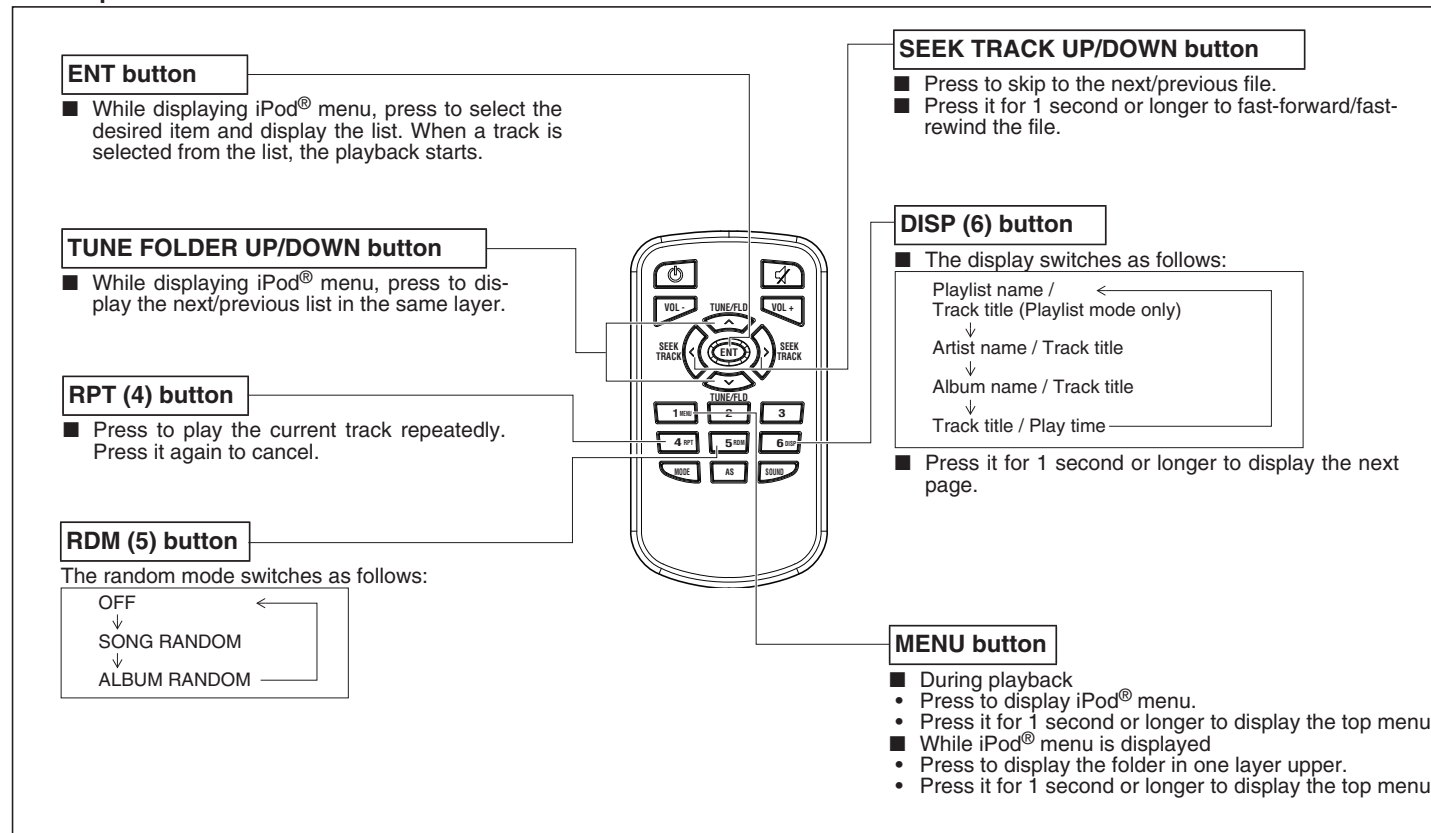 ENT button
■ While displaying iPod® menu, press to select the
desired item and display the list. When a track is
selected from the list, the playback starts.
TUNE FOLDER UP/DOWN button
■ While displaying iPod® menu, press to dis-
play the next/previous list in the same layer.
RPT (4) button
■ Press to play the current track repeatedly.
Press it again to cancel.
RDM (5) button
The random mode switches as follows:
OFF
SONG RANDOM
ALBUM RANDOM
VOL -
TUNE/FLD
VOL +
SEEK
TRACK
ENT
SEEK
TRACK
TUNE/FLD
1 MENU
2
3
4 RPT
5 RDM
6 DISP
MODE
AS
SOUND
SEEK TRACK UP/DOWN button
■ Press to skip to the next/previous file.
■ Press it for 1 second or longer to fast-forward/fast-
rewind the file.
DISP (6) button
■ The display switches as follows:
Playlist name /
Track title (Playlist mode only)
Artist name / Track title
Album name / Track title
Track title / Play time
■ Press it for 1 second or longer to display the next
page.
MENU button
■ During playback
• Press to display iPod® menu.
• Press it for 1 second or longer to display the top menu
■ While iPod® menu is displayed
• Press to display the folder in one layer upper.
• Press it for 1 second or longer to display the top menu